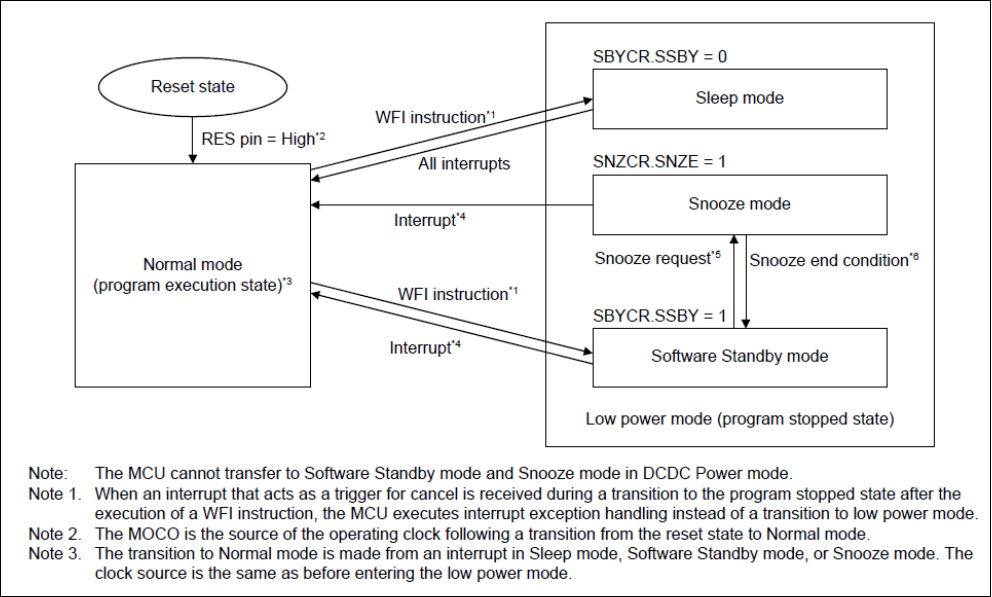 SBYCR.SSBY = 0
Reset state
Sleep mode
WFI instruction*1
RES pin = High*2
All interrupts
SNZCR.SNZE = 1
Snooze mode
Interrupt*4
Normal mode
(program execution state)*3
Snooze request*5
Snooze end condition*6
WFI instruction*1
SBYCR.SSBY = 1
Interrupt*4
Software Standby mode
Low power mode (program stopped state)
Note: The MCU cannot transfer to Software Standby mode and Snooze mode in DCDC Power mode.
Note 1. When an interrupt that acts as a trigger for cancel is received during a transition to the program stopped state after the
execution of a WFI instruction, the MCU executes interrupt exception handling instead of a transition to low power mode.
Note 2. The MOCO is the source of the operating clock following a transition from the reset state to Normal mode.
Note 3. The transition to Normal mode is made from an interrupt in Sleep mode, Software Standby mode, or Snooze mode. The
clock source is the same as before entering the low power mode.